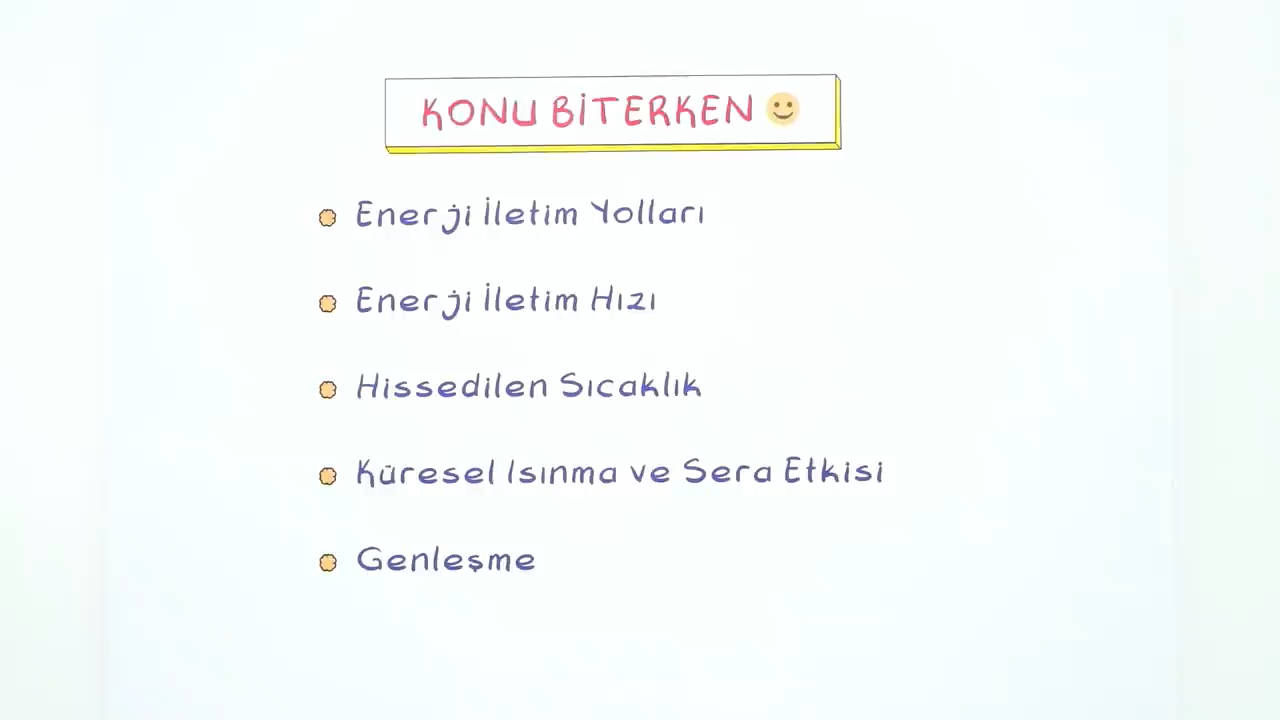 KONU BİTERKEN
Enerji İletim Yolları
Enerji İletim Hızı
Hissedilen Sıcaklık
Küresel Isınma ve Sera Etkisi
Genleşme